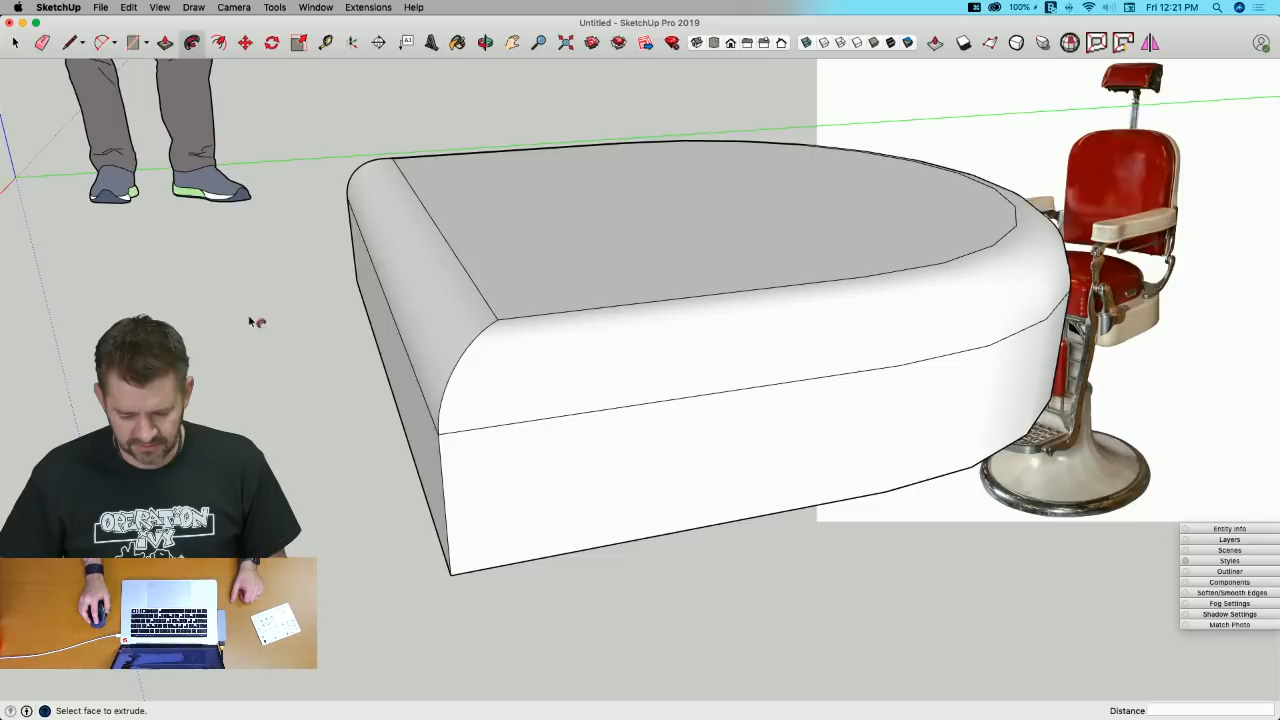 SketchUp File Edit View Camera Draw Tools Window Extensions Help 100% Fri 12:21 PM
Untitled - SketchUp Pro 2019
OPERATION
IVY
Entity Info
Layers
Scenes
Styles
Outliner
Components
Soften/Smooth Edges
Fog Settings
Shadow Settings
Match Photo
Select face to extrude.
Distance